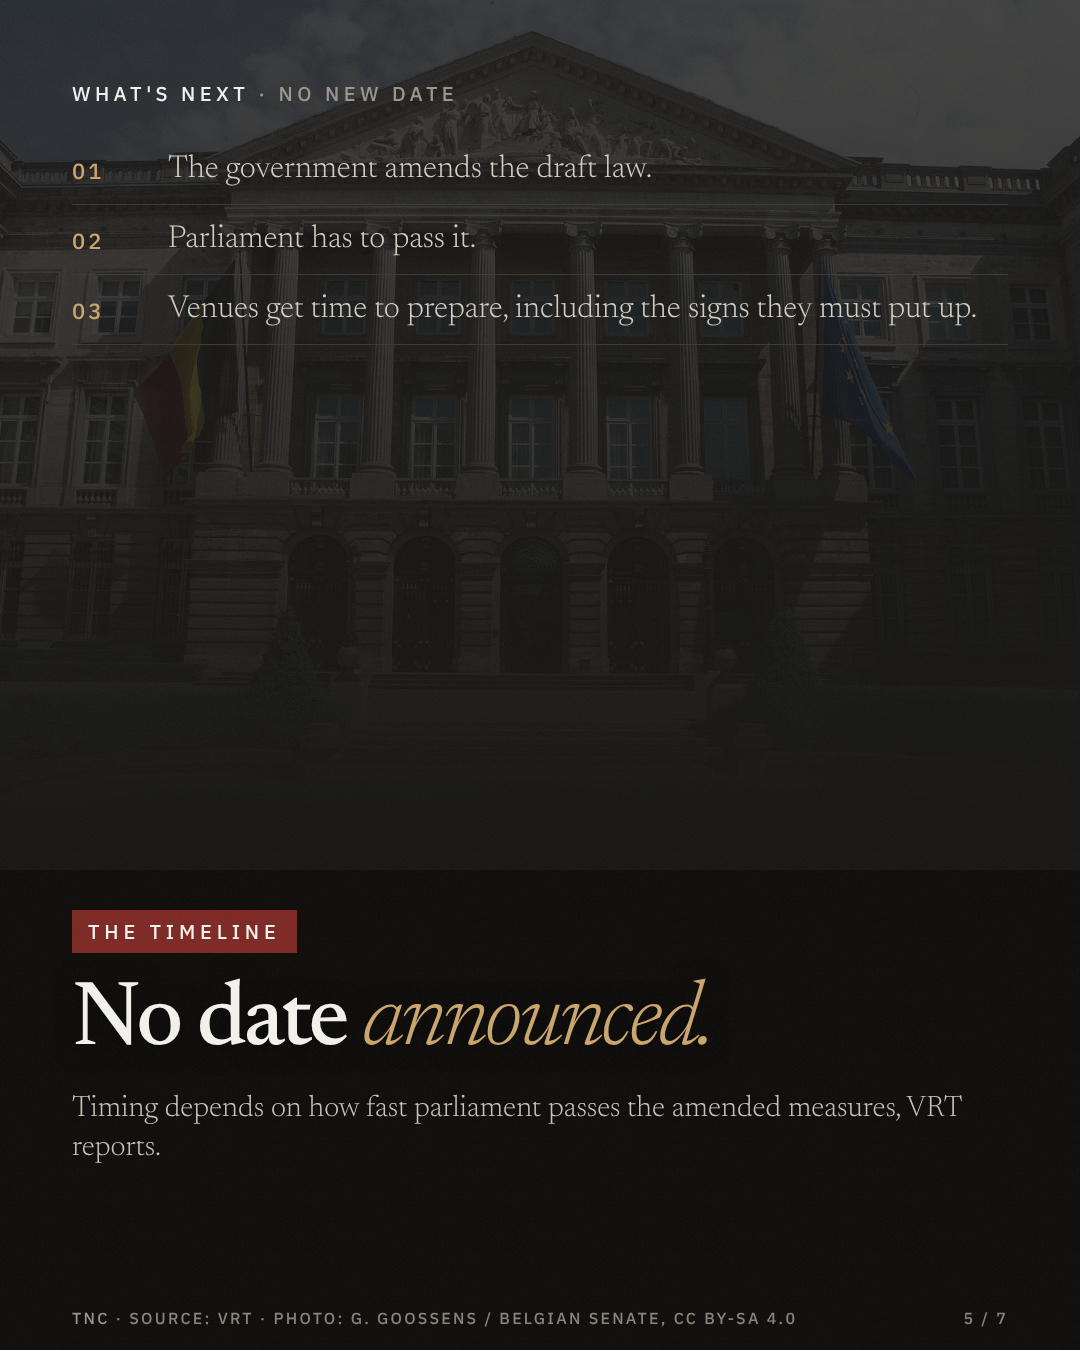 WHAT'S NEXT · NO NEW DATE
01 The government amends the draft law.
02 Parliament has to pass it.
03 Venues get time to prepare, including the signs they must put up.
THE TIMELINE
No date announced.
Timing depends on how fast parliament passes the amended measures, VRT
reports.
TNC · SOURCE: VRT · PHOTO: G. GOOSSENS / BELGIAN SENATE, CC BY-SA 4.0 5 / 7